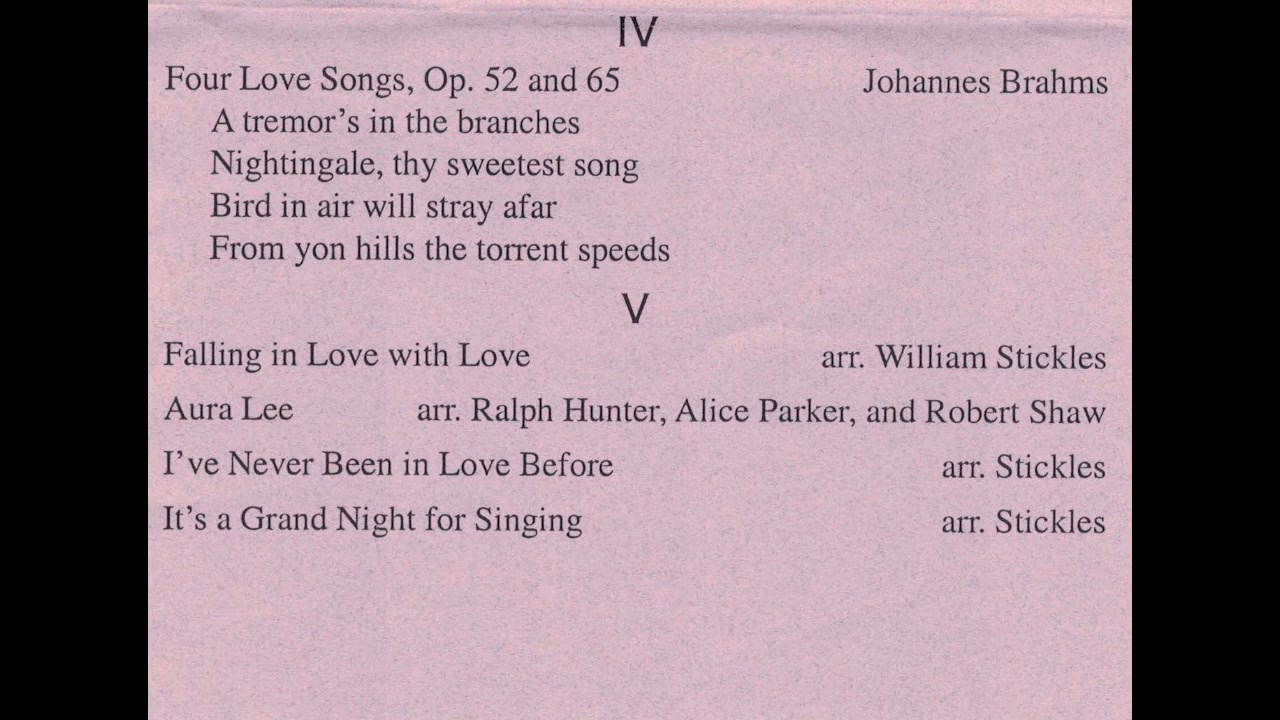 IV
Four Love Songs, Op. 52 and 65 Johannes Brahms
A tremor's in the branches
Nightingale, thy sweetest song
Bird in air will stray afar
From yon hills the torrent speeds
V
Falling in Love with Love arr. William Stickles
Aura Lee arr. Ralph Hunter, Alice Parker, and Robert Shaw
I've Never Been in Love Before arr. Stickles
It's a Grand Night for Singing arr. Stickles